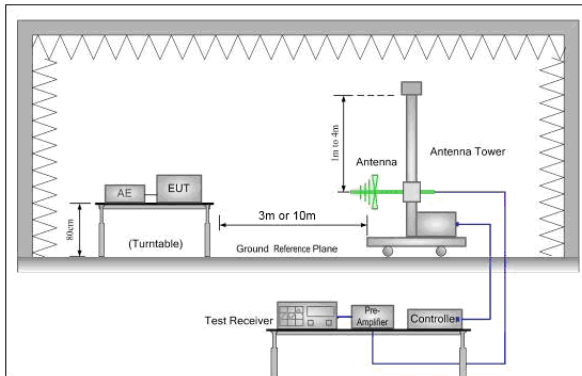 1m to 4m
Antenna
Antenna Tower
AE
EUT
3m or 10m
80cm
(Turntable)
Ground Reference Plane
Test Receiver
Pre-
Amplifier
Controller